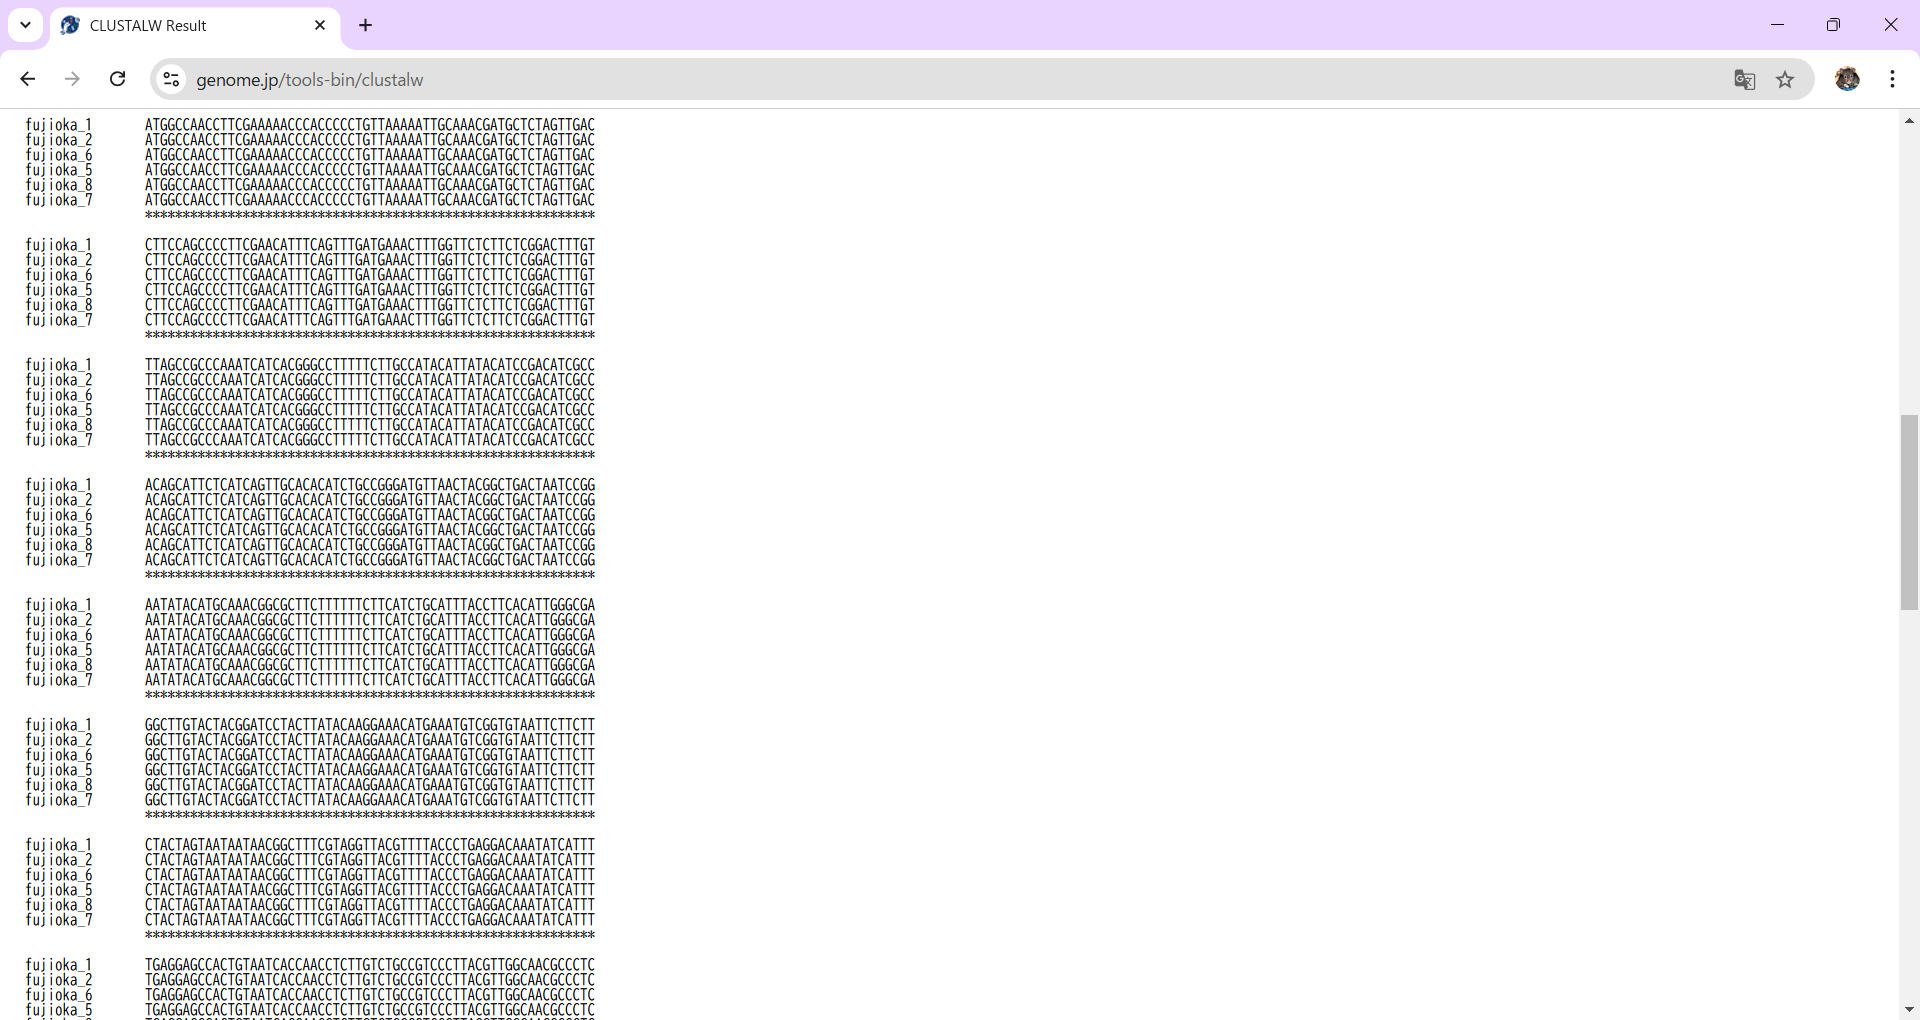 CLUSTALW Result
genome.jp/tools-bin/clustalw
fujioka_1 ATGGCCAACCTTCGAAAAACCCACCCCCTGTTAAAAATTGCAAACGATGCTCTAGTTGAC
fujioka_2 ATGGCCAACCTTCGAAAAACCCACCCCCTGTTAAAAATTGCAAACGATGCTCTAGTTGAC
fujioka_6 ATGGCCAACCTTCGAAAAACCCACCCCCTGTTAAAAATTGCAAACGATGCTCTAGTTGAC
fujioka_5 ATGGCCAACCTTCGAAAAACCCACCCCCTGTTAAAAATTGCAAACGATGCTCTAGTTGAC
fujioka_8 ATGGCCAACCTTCGAAAAACCCACCCCCTGTTAAAAATTGCAAACGATGCTCTAGTTGAC
fujioka_7 ATGGCCAACCTTCGAAAAACCCACCCCCTGTTAAAAATTGCAAACGATGCTCTAGTTGAC
************************************************************
fujioka_1 CTTCCAGCCCCTTCGAACATTTCAGTTTGATGAAACTTTGGTTCTCTTCTCGGACTTTGT
fujioka_2 CTTCCAGCCCCTTCGAACATTTCAGTTTGATGAAACTTTGGTTCTCTTCTCGGACTTTGT
fujioka_6 CTTCCAGCCCCTTCGAACATTTCAGTTTGATGAAACTTTGGTTCTCTTCTCGGACTTTGT
fujioka_5 CTTCCAGCCCCTTCGAACATTTCAGTTTGATGAAACTTTGGTTCTCTTCTCGGACTTTGT
fujioka_8 CTTCCAGCCCCTTCGAACATTTCAGTTTGATGAAACTTTGGTTCTCTTCTCGGACTTTGT
fujioka_7 CTTCCAGCCCCTTCGAACATTTCAGTTTGATGAAACTTTGGTTCTCTTCTCGGACTTTGT
************************************************************
fujioka_1 TTAGCCGCCCAAATCATCACGGGCCTTTTTCTTGCCATACATTATACATCCGACATCGCC
fujioka_2 TTAGCCGCCCAAATCATCACGGGCCTTTTTCTTGCCATACATTATACATCCGACATCGCC
fujioka_6 TTAGCCGCCCAAATCATCACGGGCCTTTTTCTTGCCATACATTATACATCCGACATCGCC
fujioka_5 TTAGCCGCCCAAATCATCACGGGCCTTTTTCTTGCCATACATTATACATCCGACATCGCC
fujioka_8 TTAGCCGCCCAAATCATCACGGGCCTTTTTCTTGCCATACATTATACATCCGACATCGCC
fujioka_7 TTAGCCGCCCAAATCATCACGGGCCTTTTTCTTGCCATACATTATACATCCGACATCGCC
************************************************************
fujioka_1 ACAGCATTCTCATCAGTTGCACACATCTGCCGGGATGTTAACTACGGCTGACTAATCCGG
fujioka_2 ACAGCATTCTCATCAGTTGCACACATCTGCCGGGATGTTAACTACGGCTGACTAATCCGG
fujioka_6 ACAGCATTCTCATCAGTTGCACACATCTGCCGGGATGTTAACTACGGCTGACTAATCCGG
fujioka_5 ACAGCATTCTCATCAGTTGCACACATCTGCCGGGATGTTAACTACGGCTGACTAATCCGG
fujioka_8 ACAGCATTCTCATCAGTTGCACACATCTGCCGGGATGTTAACTACGGCTGACTAATCCGG
fujioka_7 ACAGCATTCTCATCAGTTGCACACATCTGCCGGGATGTTAACTACGGCTGACTAATCCGG
************************************************************
fujioka_1 AATATACATGCAAACGGCGCTTCTTTTTTCTTCATCTGCATTTACCTTCACATTGGGCGA
fujioka_2 AATATACATGCAAACGGCGCTTCTTTTTTCTTCATCTGCATTTACCTTCACATTGGGCGA
fujioka_6 AATATACATGCAAACGGCGCTTCTTTTTTCTTCATCTGCATTTACCTTCACATTGGGCGA
fujioka_5 AATATACATGCAAACGGCGCTTCTTTTTTCTTCATCTGCATTTACCTTCACATTGGGCGA
fujioka_8 AATATACATGCAAACGGCGCTTCTTTTTTCTTCATCTGCATTTACCTTCACATTGGGCGA
fujioka_7 AATATACATGCAAACGGCGCTTCTTTTTTCTTCATCTGCATTTACCTTCACATTGGGCGA
************************************************************
fujioka_1 GGCTTGTACTACGGATCCTACTTATACAAGGAAACATGAAATGTCGGTGTAATTCTTCTT
fujioka_2 GGCTTGTACTACGGATCCTACTTATACAAGGAAACATGAAATGTCGGTGTAATTCTTCTT
fujioka_6 GGCTTGTACTACGGATCCTACTTATACAAGGAAACATGAAATGTCGGTGTAATTCTTCTT
fujioka_5 GGCTTGTACTACGGATCCTACTTATACAAGGAAACATGAAATGTCGGTGTAATTCTTCTT
fujioka_8 GGCTTGTACTACGGATCCTACTTATACAAGGAAACATGAAATGTCGGTGTAATTCTTCTT
fujioka_7 GGCTTGTACTACGGATCCTACTTATACAAGGAAACATGAAATGTCGGTGTAATTCTTCTT
************************************************************
fujioka_1 CTACTAGTAATAATAACGGCTTTCGTAGGTTACGTTTTACCCTGAGGACAAATATCATTT
fujioka_2 CTACTAGTAATAATAACGGCTTTCGTAGGTTACGTTTTACCCTGAGGACAAATATCATTT
fujioka_6 CTACTAGTAATAATAACGGCTTTCGTAGGTTACGTTTTACCCTGAGGACAAATATCATTT
fujioka_5 CTACTAGTAATAATAACGGCTTTCGTAGGTTACGTTTTACCCTGAGGACAAATATCATTT
fujioka_8 CTACTAGTAATAATAACGGCTTTCGTAGGTTACGTTTTACCCTGAGGACAAATATCATTT
fujioka_7 CTACTAGTAATAATAACGGCTTTCGTAGGTTACGTTTTACCCTGAGGACAAATATCATTT
************************************************************
fujioka_1 TGAGGAGCCACTGTAATCACCAACCTCTTGTCTGCCGTCCCTTACGTTGGCAACGCCCTC
fujioka_2 TGAGGAGCCACTGTAATCACCAACCTCTTGTCTGCCGTCCCTTACGTTGGCAACGCCCTC
fujioka_6 TGAGGAGCCACTGTAATCACCAACCTCTTGTCTGCCGTCCCTTACGTTGGCAACGCCCTC
fujioka_5 TGAGGAGCCACTGTAATCACCAACCTCTTGTCTGCCGTCCCTTACGTTGGCAACGCCCTC